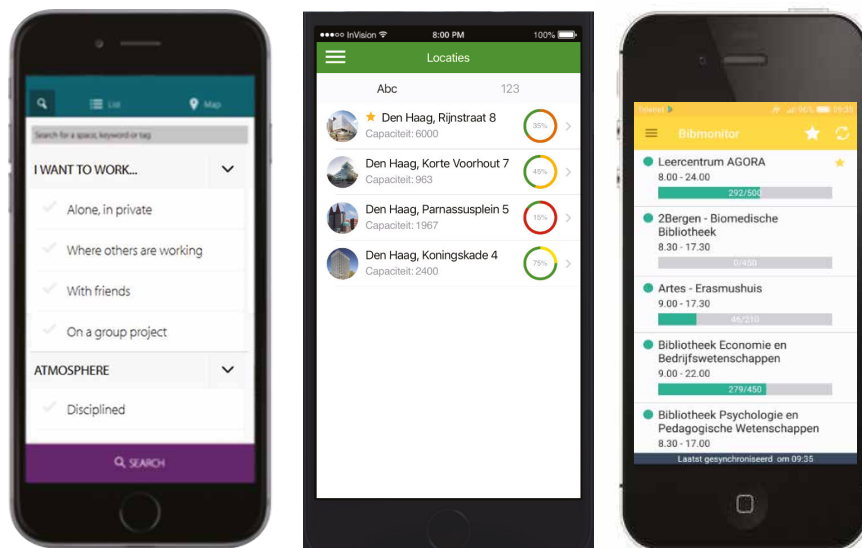 List
Map
Search for a space, keyword or tag
I WANT TO WORK...
Alone, in private
Where others are working
With friends
On a group project
ATMOSPHERE
Disciplined
SEARCH
InVision
8:00 PM
100%
Locaties
Abc
123
Den Haag, Rijnstraat 8
Capaciteit: 6000
35%
Den Haag, Korte Voorhout 7
Capaciteit: 963
45%
Den Haag, Parnassusplein 5
Capaciteit: 1967
15%
Den Haag, Koningskade 4
Capaciteit: 2400
75%
Telenet
96%
09:35
Bibmonitor
Leercentrum AGORA
8.00 - 24.00
292/500
2Bergen - Biomedische
Bibliotheek
8.30 - 17.30
0/450
Artes - Erasmushuis
9.00 - 17.30
46/210
Bibliotheek Economie en
Bedrijfswetenschappen
9.00 - 22.00
279/450
Bibliotheek Psychologie en
Pedagogische Wetenschappen
8.30 - 17.00
Laatst gesynchroniseerd om 09:35